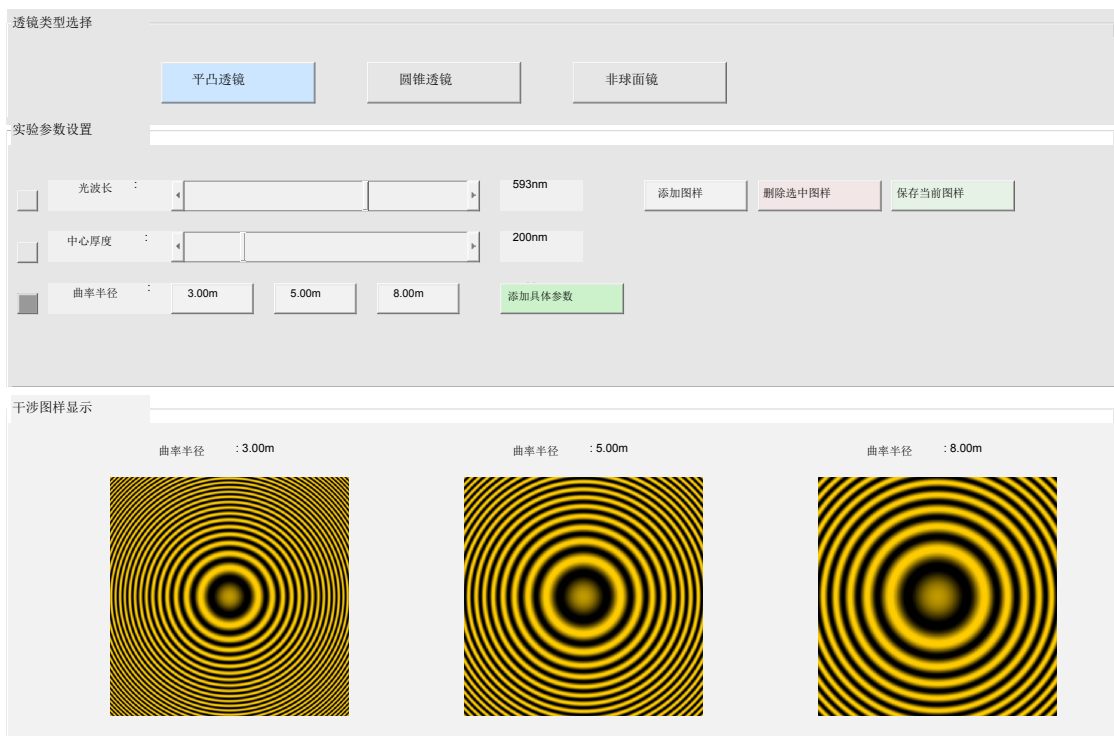 透镜类型选择
平凸透镜 圆锥透镜 非球面镜
实验参数设置
光波长 : 593nm 添加图样 删除选中图样 保存当前图样
中心厚度 : 200nm
曲率半径 : 3.00m 5.00m 8.00m 添加具体参数
干涉图样显示
曲率半径 : 3.00m 曲率半径 : 5.00m 曲率半径 : 8.00m